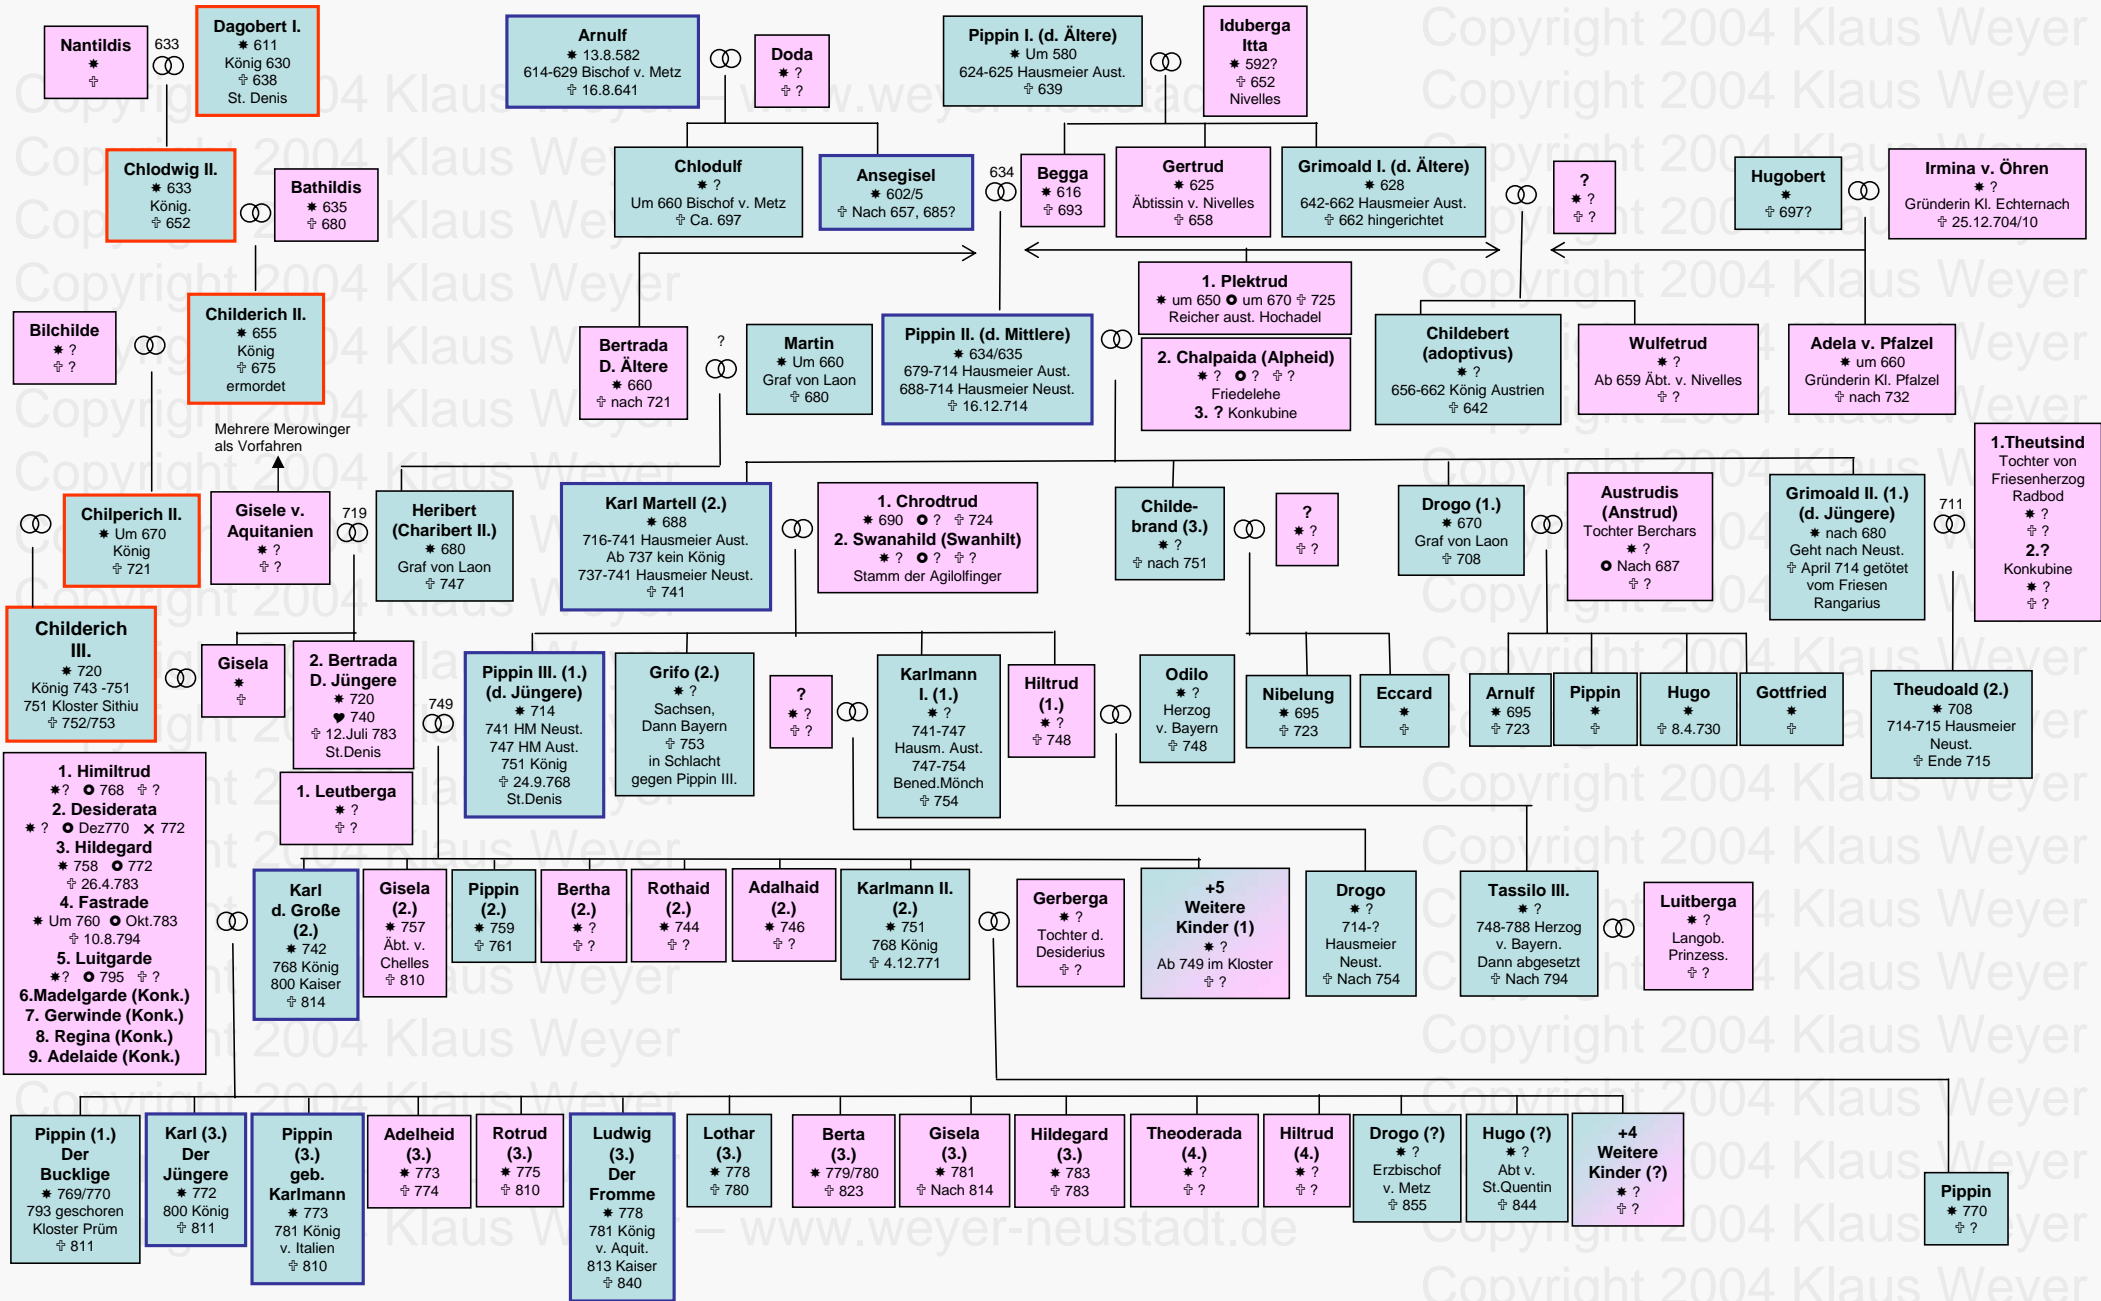 Nantildis
✷
✞
633
Dagobert I.
✷ 611
König 630
✞ 638
St. Denis
Arnulf
✷ 13.8.582
614-629 Bischof v. Metz
✞ 16.8.641
Doda
✷ ?
✞ ?
Pippin I. (d. Ältere)
✷ Um 580
624-625 Hausmeier Aust.
✞ 639
Iduberga
Itta
✷ 592?
✞ 652
Nivelles
Chlodwig II.
✷ 633
König.
✞ 652
Bathildis
✷ 635
✞ 680
Chlodulf
✷ ?
Um 660 Bischof v. Metz
✞ Ca. 697
Ansegisel
✷ 602/5
✞ Nach 657, 685?
634
Begga
✷ 616
✞ 693
Gertrud
✷ 625
Äbtissin v. Nivelles
✞ 658
Grimoald I. (d. Ältere)
✷ 628
642-662 Hausmeier Aust.
✞ 662 hingerichtet
?
✷ ?
✞ ?
Hugobert
✷
✞ 697?
Irmina v. Öhren
✷ ?
Gründerin Kl. Echternach
✞ 25.12.704/10
Bilchilde
✷ ?
✞ ?
Childerich II.
✷ 655
König
✞ 675
ermordet
Bertrada
D. Ältere
✷ 660
✞ nach 721
?
Martin
✷ Um 660
Graf von Laon
✞ 680
Pippin II. (d. Mittlere)
✷ 634/635
679-714 Hausmeier Aust.
688-714 Hausmeier Neust.
✞ 16.12.714
1. Plektrud
✷ um 650 ⭘ um 670 ✞ 725
Reicher aust. Hochadel
2. Chalpaida (Alpheid)
✷ ? ⭘ ? ✞ ?
Friedelehe
3. ? Konkubine
Childebert
(adoptivus)
✷ ?
656-662 König Austrien
✞ 642
Wulfetrud
✷ ?
Ab 659 Äbt. v. Nivelles
✞ ?
Adela v. Pfalzel
✷ um 660
Gründerin Kl. Pfalzel
✞ nach 732
Mehrere Merowinger
als Vorfahren
Chilperich II.
✷ Um 670
König
✞ 721
Gisele v.
Aquitanien
✷ ?
✞ ?
719
Heribert
(Charibert II.)
✷ 680
Graf von Laon
✞ 747
Karl Martell (2.)
✷ 688
716-741 Hausmeier Aust.
Ab 737 kein König
737-741 Hausmeier Neust.
✞ 741
1. Chrodtrud
✷ 690 ⭘ ? ✞ 724
2. Swanahild (Swanhilt)
✷ ? ⭘ ? ✞ ?
Stamm der Agilolfinger
Childe-
brand (3.)
✷ ?
✞ nach 751
?
✷ ?
✞ ?
Drogo (1.)
✷ 670
Graf von Laon
✞ 708
Austrudis
(Anstrud)
Tochter Berchars
✷ ?
⭘ Nach 687
✞ ?
Grimoald II. (1.)
(d. Jüngere)
✷ nach 680
Geht nach Neust.
✞ April 714 getötet
vom Friesen
Rangarius
711
1.Theutsind
Tochter von
Friesenherzog
Radbod
✷ ?
✞ ?
2.?
Konkubine
✷ ?
✞ ?
Childerich
III.
✷ 720
König 743 -751
751 Kloster Sithiu
✞ 752/753
Gisela
✷
✞
2. Bertrada
D. Jüngere
✷ 720
♥ 740
✞ 12.Juli 783
St.Denis
1. Leutberga
✷ ?
✞ ?
749
Pippin III. (1.)
(d. Jüngere)
✷ 714
741 HM Neust.
747 HM Aust.
751 König
✞ 24.9.768
St.Denis
Grifo (2.)
✷ ?
Sachsen,
Dann Bayern
✞ 753
in Schlacht
gegen Pippin III.
?
✷ ?
✞ ?
Karlmann
I. (1.)
✷ ?
741-747
Hausm. Aust.
747-754
Bened.Mönch
✞ 754
Hiltrud
(1.)
✷ ?
✞ 748
Odilo
✷ ?
Herzog
v. Bayern
✞ 748
Nibelung
✷ 695
✞ 723
Eccard
✷
✞
Arnulf
✷ 695
✞ 723
Pippin
✷
✞
Hugo
✷
✞ 8.4.730
Gottfried
✷
✞
Theudoald (2.)
✷ 708
714-715 Hausmeier
Neust.
✞ Ende 715
1. Himiltrud
✷? ⭘ 768 ✞ ?
2. Desiderata
✷ ? ⭘ Dez770 ✕ 772
3. Hildegard
✷ 758 ⭘ 772
✞ 26.4.783
4. Fastrade
✷ Um 760 ⭘ Okt.783
✞ 10.8.794
5. Luitgarde
✷? ⭘ 795 ✞ ?
6.Madelgarde (Konk.)
7. Gerwinde (Konk.)
8. Regina (Konk.)
9. Adelaide (Konk.)
Karl
d. Große
(2.)
✷ 742
768 König
800 Kaiser
✞ 814
Gisela
(2.)
✷ 757
Äbt. v.
Chelles
✞ 810
Pippin
(2.)
✷ 759
✞ 761
Bertha
(2.)
✷ ?
✞ ?
Rothaid
(2.)
✷ 744
✞ ?
Adalhaid
(2.)
✷ 746
✞ ?
Karlmann II.
(2.)
✷ 751
768 König
✞ 4.12.771
Gerberga
✷ ?
Tochter d.
Desiderius
✞ ?
+5
Weitere
Kinder (1)
✷ ?
Ab 749 im Kloster
✞ ?
Drogo
✷ ?
714-?
Hausmeier
Neust.
✞ Nach 754
Tassilo III.
✷ ?
748-788 Herzog
v. Bayern.
Dann abgesetzt
✞ Nach 794
Luitberga
✷ ?
Langob.
Prinzess.
✞ ?
Pippin (1.)
Der
Bucklige
✷ 769/770
793 geschoren
Kloster Prüm
✞ 811
Karl (3.)
Der
Jüngere
✷ 772
800 König
✞ 811
Pippin
(3.)
geb.
Karlmann
✷ 773
781 König
v. Italien
✞ 810
Adelheid
(3.)
✷ 773
✞ 774
Rotrud
(3.)
✷ 775
✞ 810
Ludwig
(3.)
Der
Fromme
✷ 778
781 König
v. Aquit.
813 Kaiser
✞ 840
Lothar
(3.)
✷ 778
✞ 780
Berta
(3.)
✷ 779/780
✞ 823
Gisela
(3.)
✷ 781
✞ Nach 814
Hildegard
(3.)
✷ 783
✞ 783
Theoderada
(4.)
✷ ?
✞ ?
Hiltrud
(4.)
✷ ?
✞ ?
Drogo (?)
✷ ?
Erzbischof
v. Metz
✞ 855
Hugo (?)
✷ ?
Abt v.
St.Quentin
✞ 844
+4
Weitere
Kinder (?)
✷ ?
✞ ?
Pippin
✷ 770
✞ ?
Copyright 2004 Klaus Weyer – www.weyer-neustadt.de